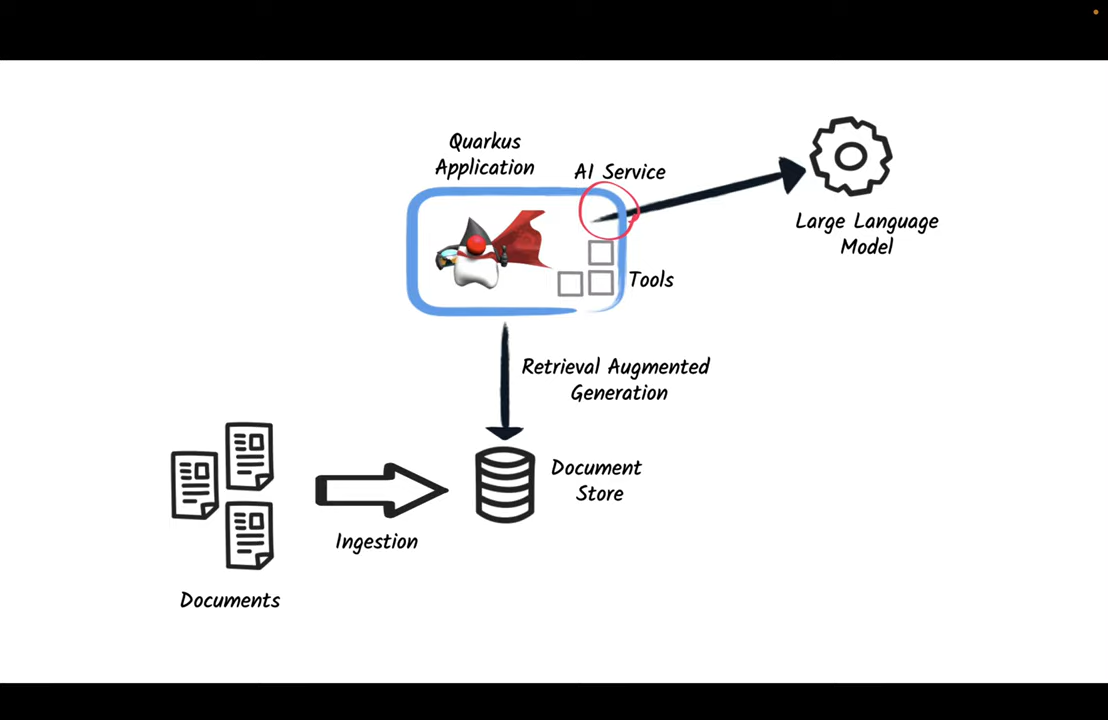 Quarkus
Application
AI Service
Large Language
Model
Tools
Retrieval Augmented
Generation
Document
Store
Ingestion
Documents